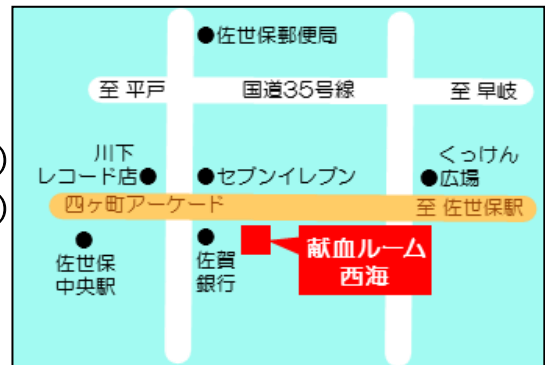 ●佐世保郵便局
至 平戸
国道35号線
至 早岐
川下
レコード店●
●セブンイレブン
くっけん
●広場
四ヶ町アーケード
至 佐世保駅
佐世保
中央駅
佐賀
銀行
献血ルーム
西海